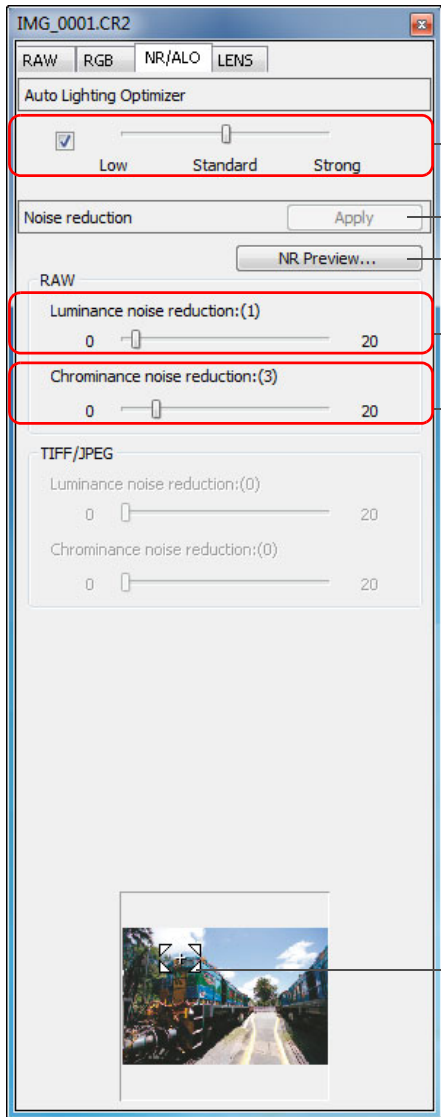 IMG_0001.CR2
RAW RGB NR/ALO LENS
Auto Lighting Optimizer
Low Standard Strong
Noise reduction Apply
NR Preview...
RAW
Luminance noise reduction:(1)
0 20
Chrominance noise reduction:(3)
0 20
TIFF/JPEG
Luminance noise reduction:(0)
0 20
Chrominance noise reduction:(0)
0 20